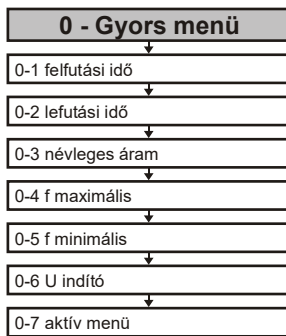 0 - Gyors menü
0-1 felfutási idő
0-2 lefutási idő
0-3 névleges áram
0-4 f maximális
0-5 f minimális
0-6 U indító
0-7 aktív menü